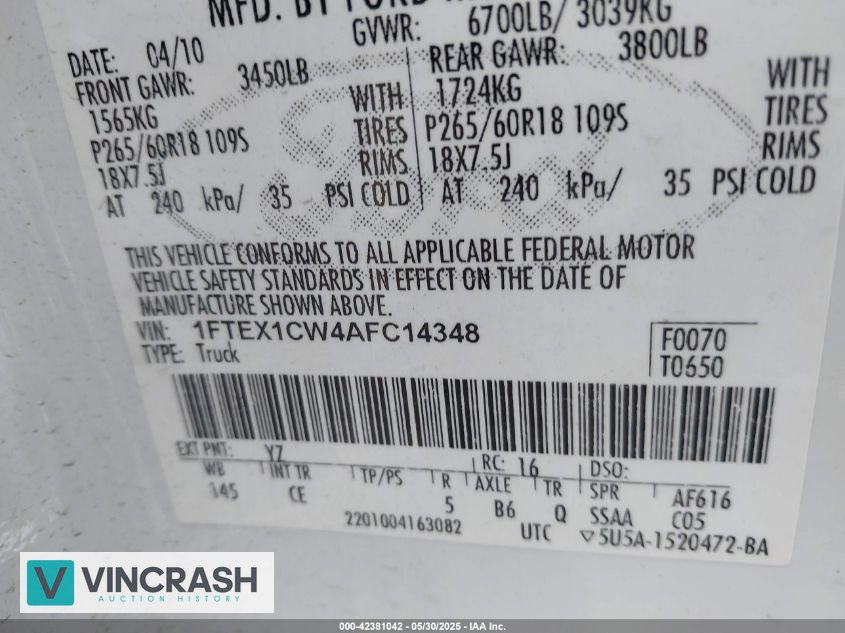 MFD. BY FORD
GVWR: 6700LB/ 3039KG
DATE: 04/10
FRONT GAWR: 3450LB
1565KG WITH
P265/60R18 109S TIRES
18X7.5J RIMS
AT 240 kPa/ 35 PSI COLD
REAR GAWR: 3800LB
1724KG WITH
P265/60R18 109S TIRES
18X7.5J RIMS
AT 240 kPa/ 35 PSI COLD
THIS VEHICLE CONFORMS TO ALL APPLICABLE FEDERAL MOTOR
VEHICLE SAFETY STANDARDS IN EFFECT ON THE DATE OF
MANUFACTURE SHOWN ABOVE.
VIN: 1FTEX1CW4AFC14348
TYPE: Truck
F0070
T0650
EXT PNT: YZ RC: 16 DSO:
WB INT TR TP/PS R AXLE TR SPR AF616
145 CE 5 B6 Q SSAA C05
2201004163082 UTC ▽5U5A-1520472-BA
VINCRASH
AUCTION HISTORY
000-42381042 - 05/30/2025 - IAA Inc.